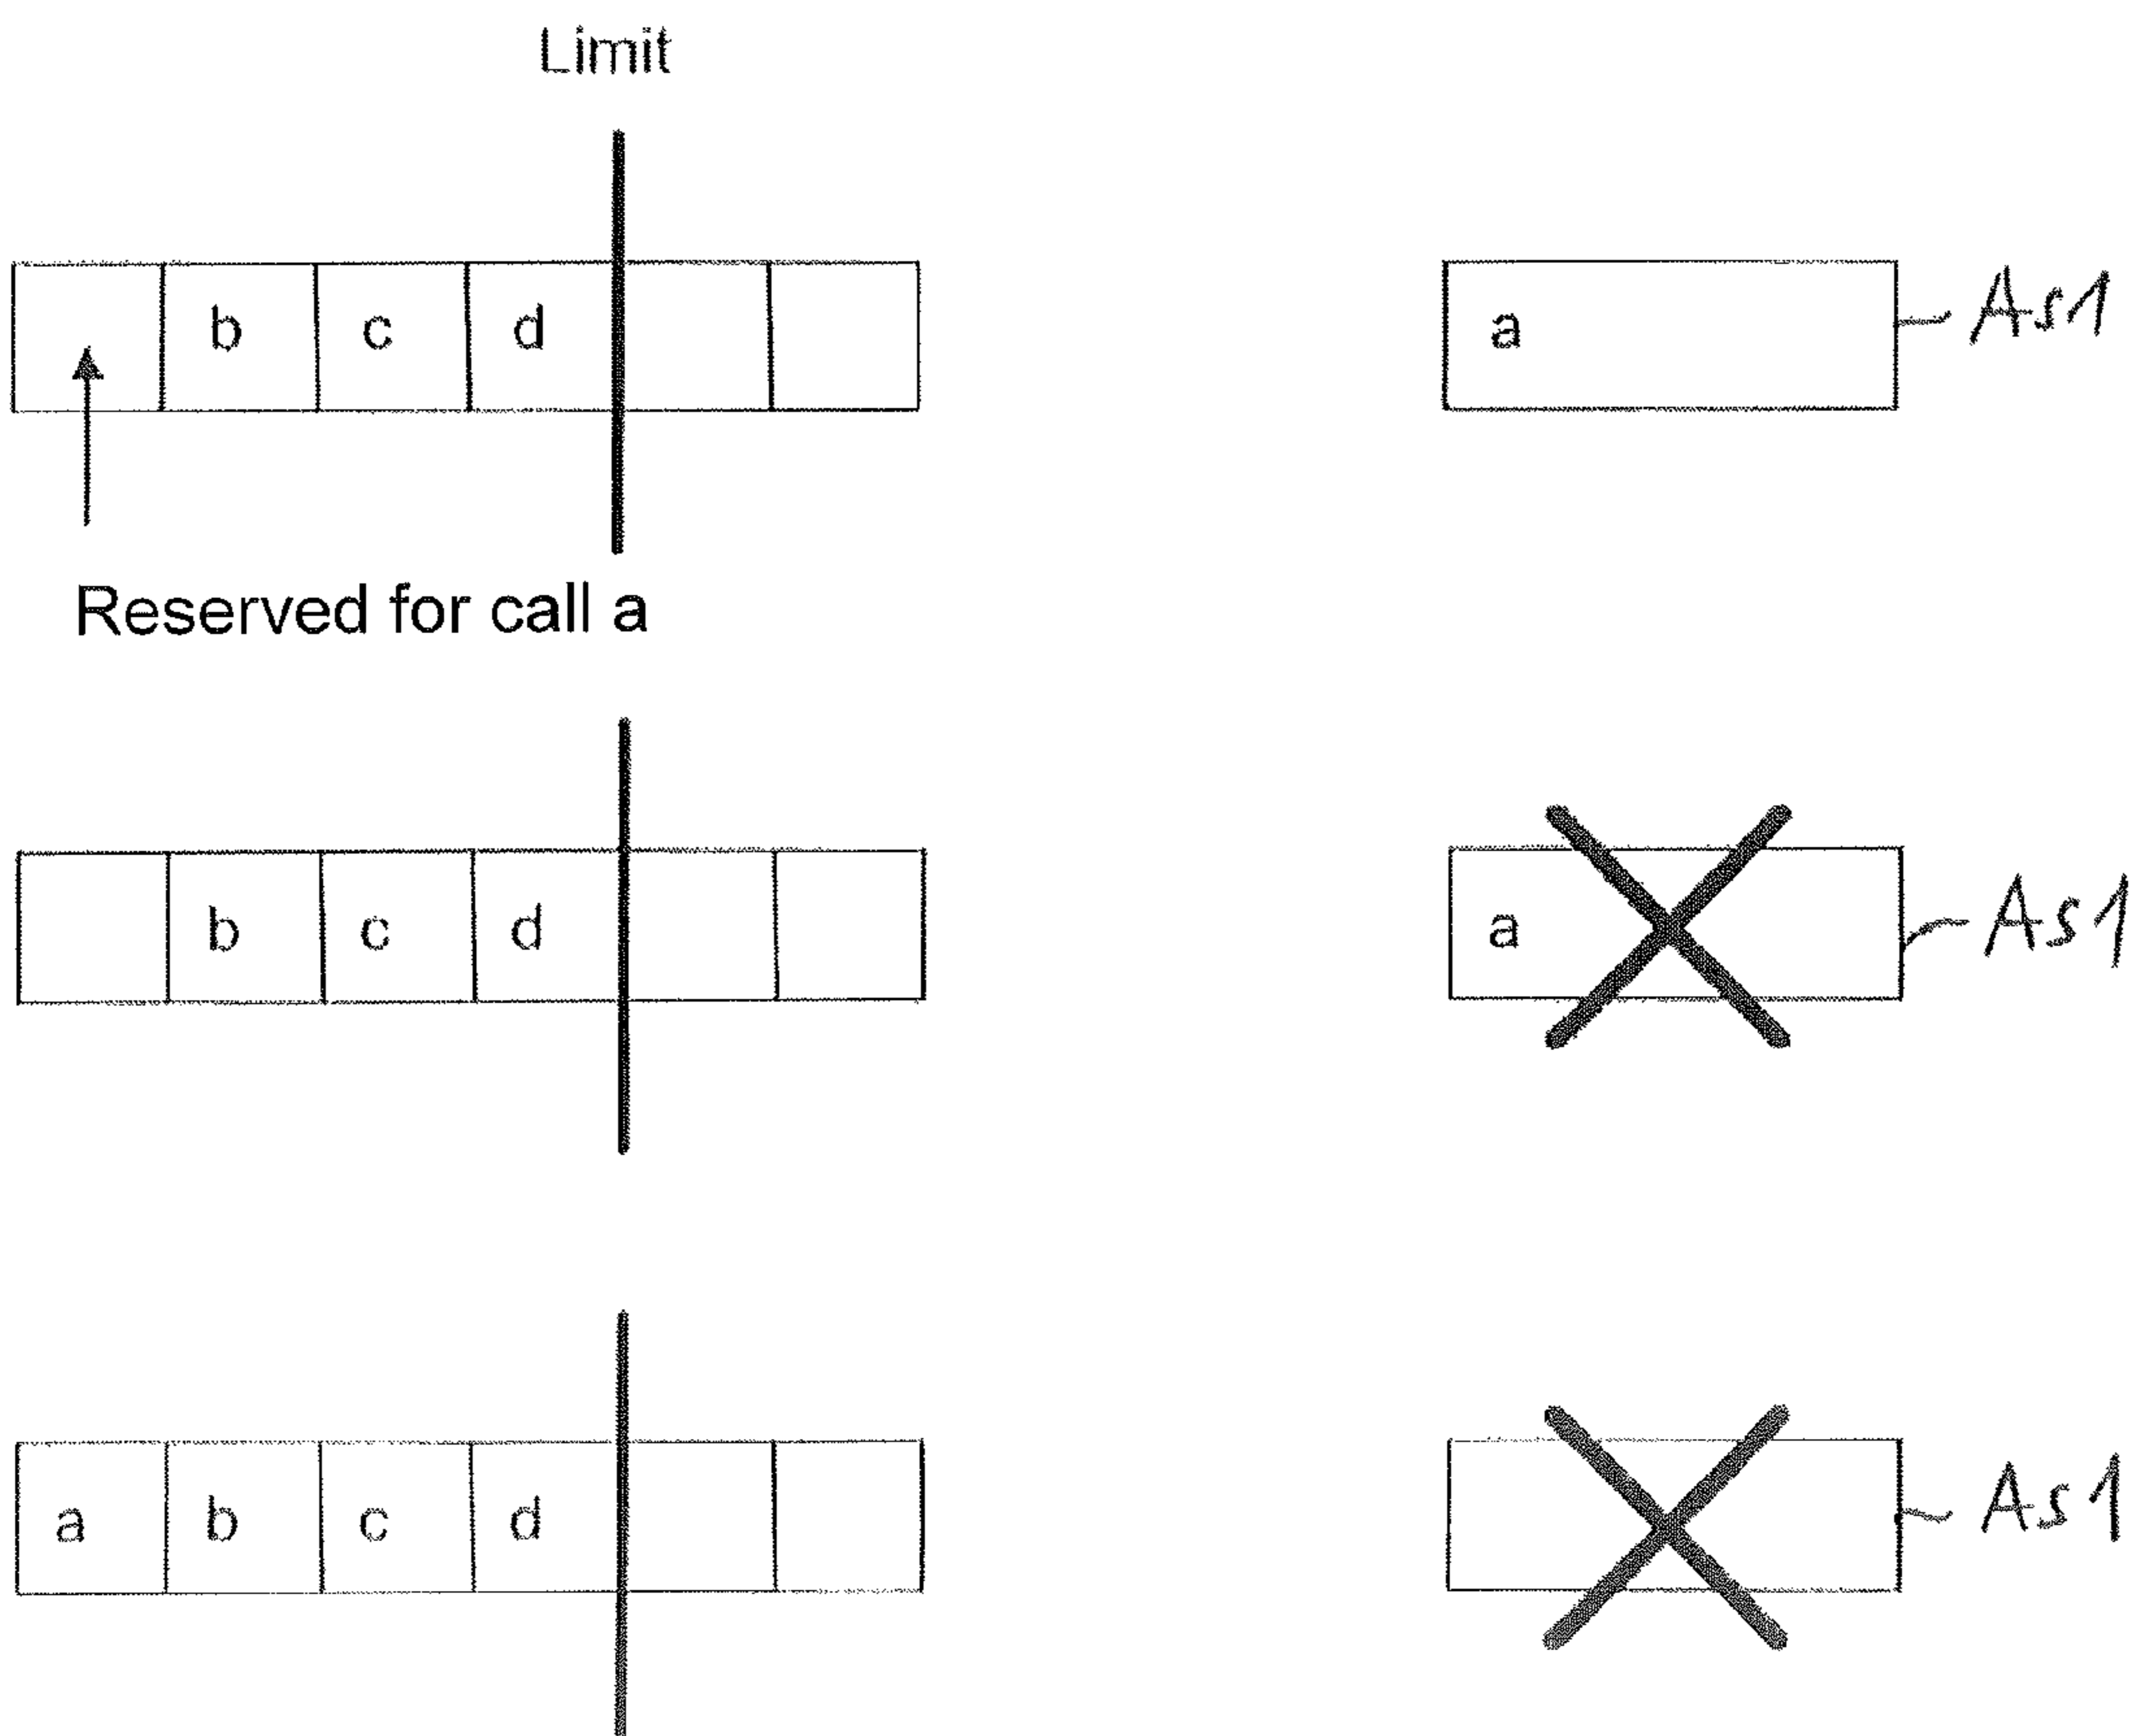 Limit
b c d a As1
Reserved for call a
b c d a As1
a b c d As1